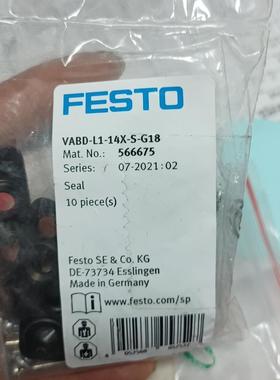 FESTO
VABD-L1-14X-S-G18
Mat. No.: 566675
Series: 07-2021:02
Seal
10 piece(s)
Festo SE & Co. KG
DE-73734 Esslingen
Made in Germany
www.festo.com/sp